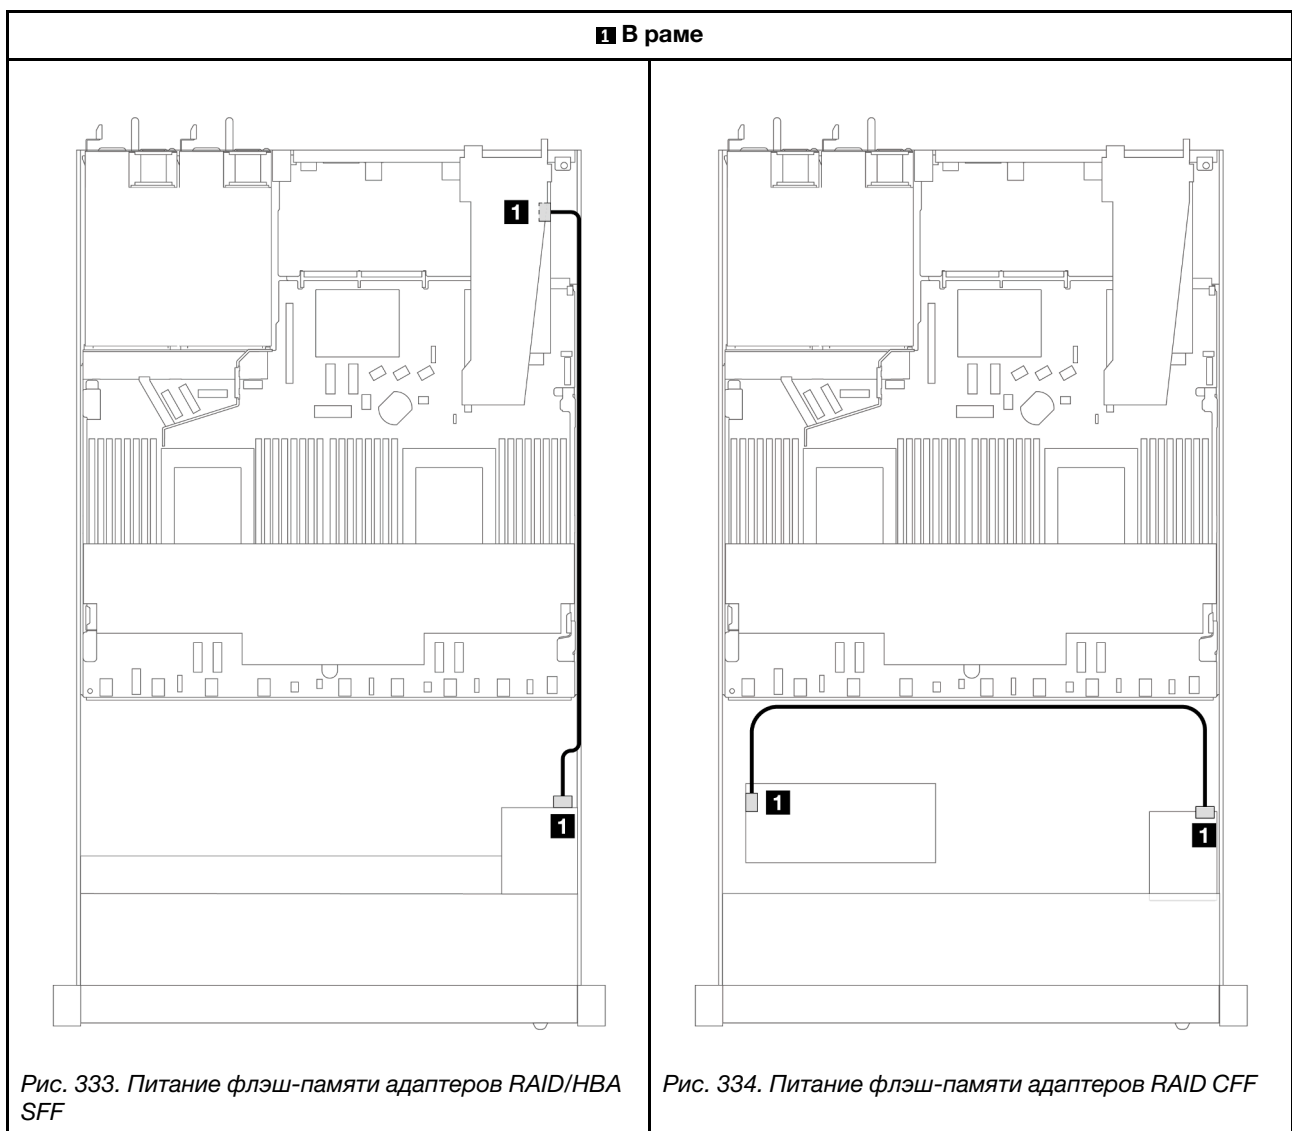 1 В раме
1
1
1
1
Рис. 333. Питание флэш-памяти адаптеров RAID/HBA
SFF
Рис. 334. Питание флэш-памяти адаптеров RAID CFF